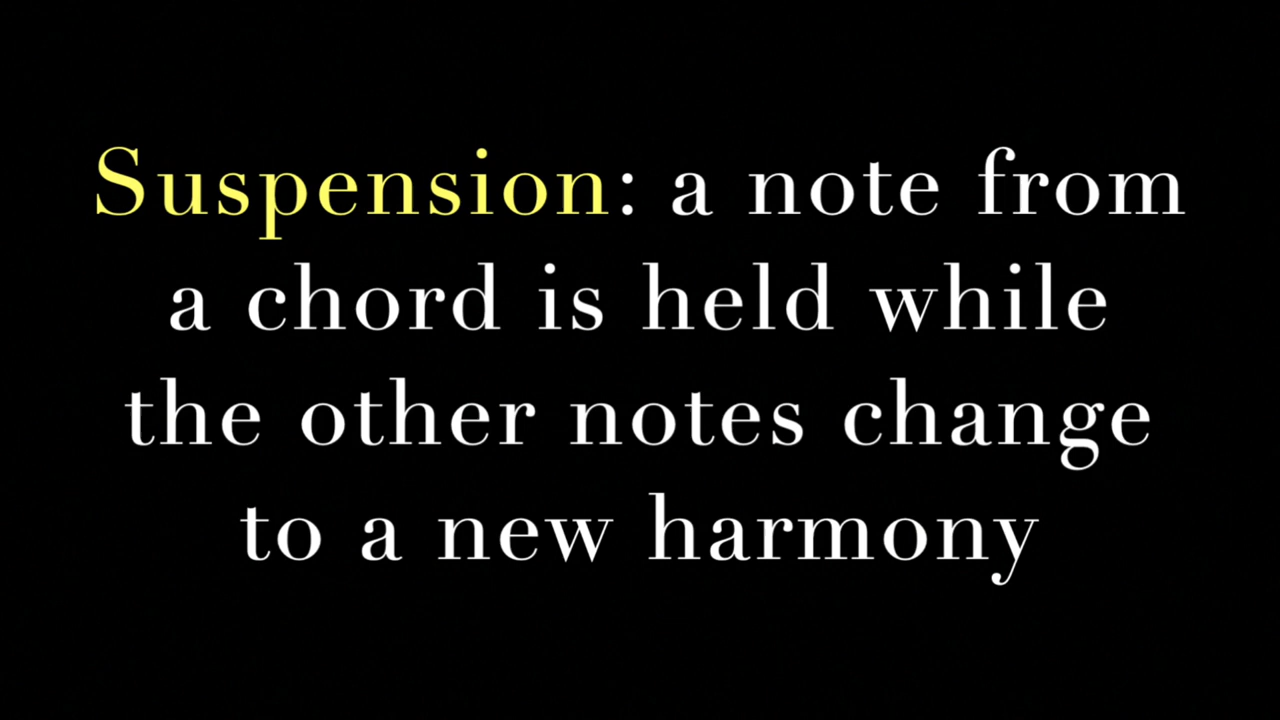 Suspension: a note from
a chord is held while
the other notes change
to a new harmony